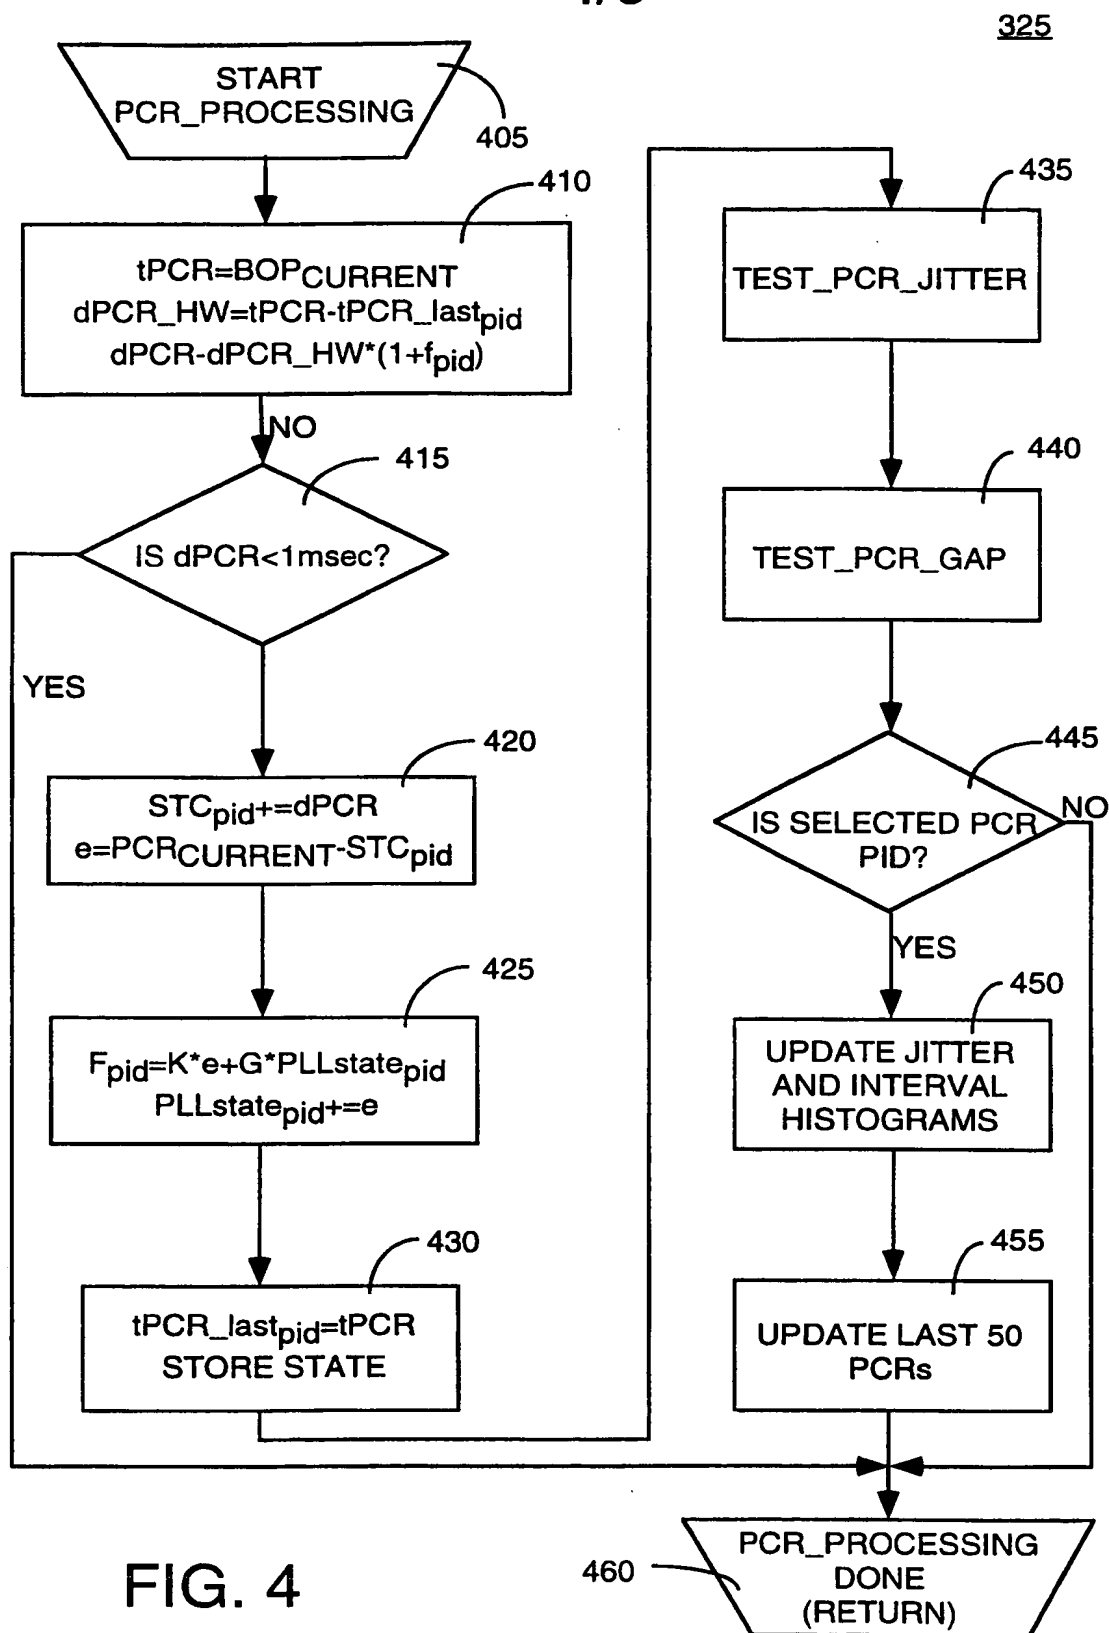 325
START
PCR_PROCESSING
405
410
tPCR=BOPCURRENT
dPCR_HW=tPCR-tPCR_lastpid
dPCR-dPCR_HW*(1+fpid)
NO
415
IS dPCR<1msec?
YES
420
STCpid+=dPCR
e=PCRCURRENT-STCpid
425
Fpid=K*e+G*PLLstatepid
PLLstatepid+=e
430
tPCR_lastpid=tPCR
STORE STATE
435
TEST_PCR_JITTER
440
TEST_PCR_GAP
445
IS SELECTED PCR
PID?
NO
YES
450
UPDATE JITTER
AND INTERVAL
HISTOGRAMS
455
UPDATE LAST 50
PCRs
460
PCR_PROCESSING
DONE
(RETURN)
FIG. 4